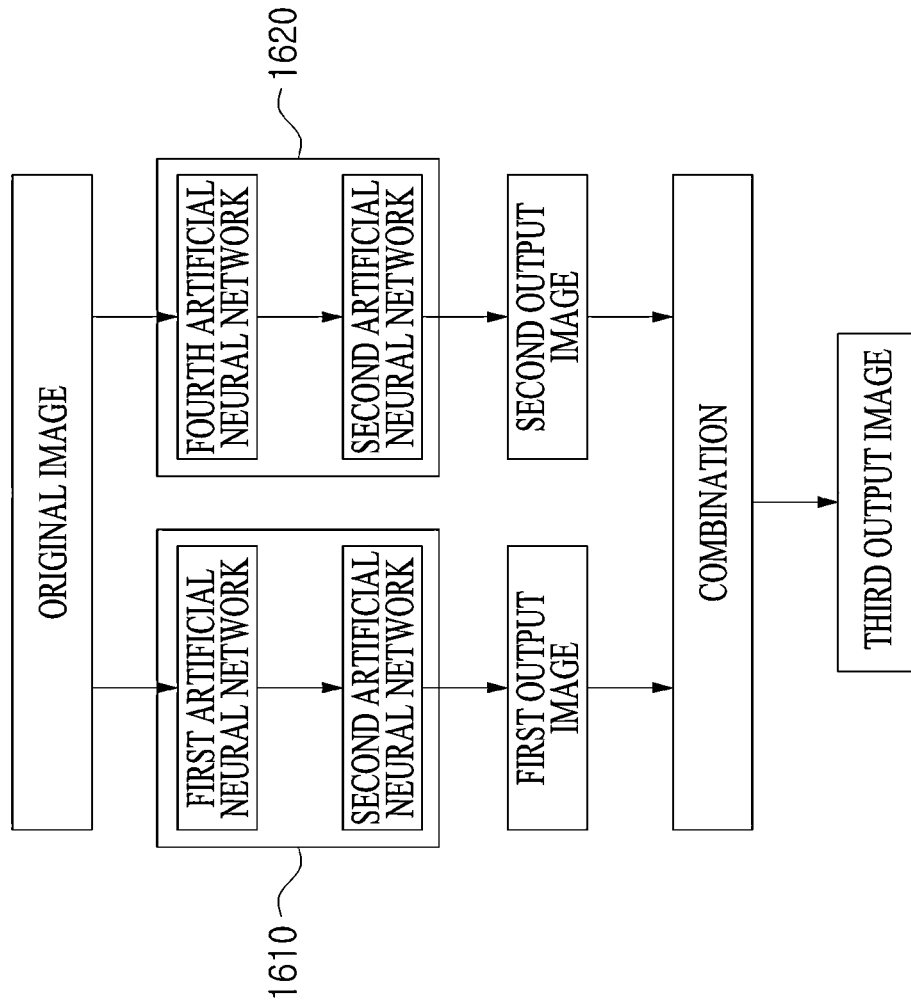 ORIGINAL IMAGE
FIRST ARTIFICIAL
NEURAL NETWORK
FOURTH ARTIFICIAL
NEURAL NETWORK
1610
1620
SECOND ARTIFICIAL
NEURAL NETWORK
SECOND ARTIFICIAL
NEURAL NETWORK
FIRST OUTPUT
IMAGE
SECOND OUTPUT
IMAGE
COMBINATION
THIRD OUTPUT IMAGE